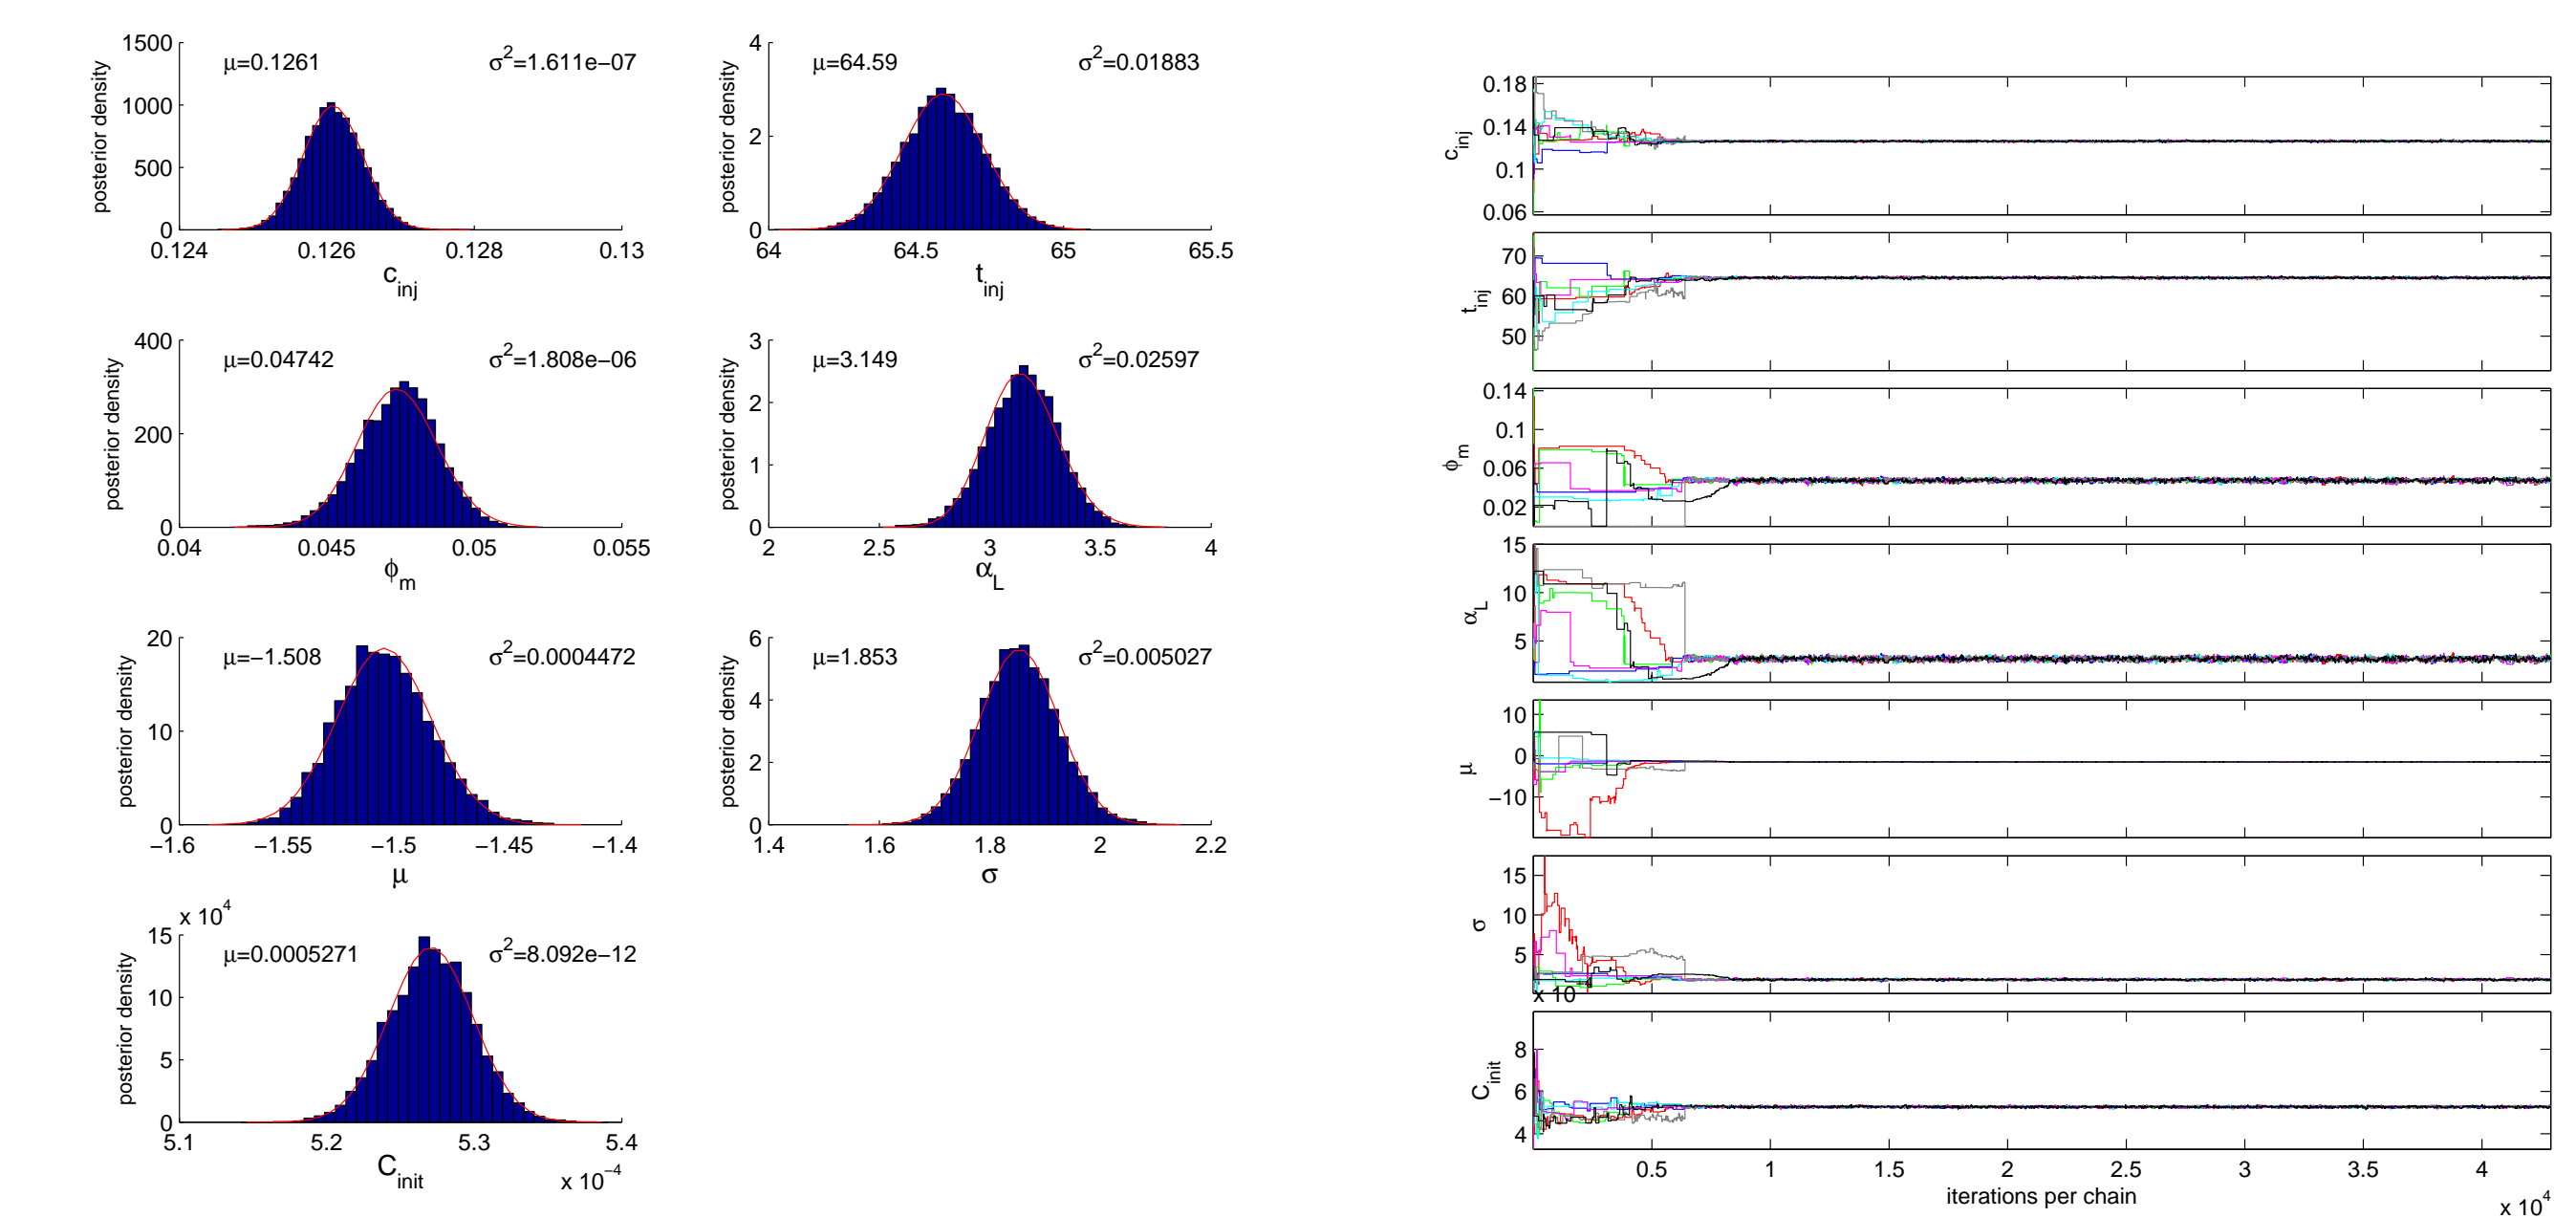 μ=0.1261 σ²=1.611e−07
posterior density
1500
1000
500
0
0.124 0.126 0.128 0.13
c_inj
μ=64.59 σ²=0.01883
posterior density
4
2
0
64 64.5 65 65.5
t_inj
μ=0.04742 σ²=1.808e−06
posterior density
400
200
0
0.04 0.045 0.05 0.055
ϕ_m
μ=3.149 σ²=0.02597
posterior density
3
2
1
0
2 2.5 3 3.5 4
α_L
μ=−1.508 σ²=0.0004472
posterior density
20
10
0
−1.6 −1.55 −1.5 −1.45 −1.4
μ
μ=1.853 σ²=0.005027
posterior density
6
4
2
0
1.4 1.6 1.8 2 2.2
σ
x 10⁴
μ=0.0005271 σ²=8.092e−12
posterior density
15
10
5
0
5.1 5.2 5.3 5.4
C_init
x 10⁻⁴
c_inj
0.18
0.14
0.1
0.06
t_inj
70
60
50
ϕ_m
0.14
0.1
0.06
0.02
α_L
15
10
5
μ
10
0
−10
σ
15
10
5
C_init
8
6
4
0.5 1 1.5 2 2.5 3 3.5 4
iterations per chain
x 10⁴